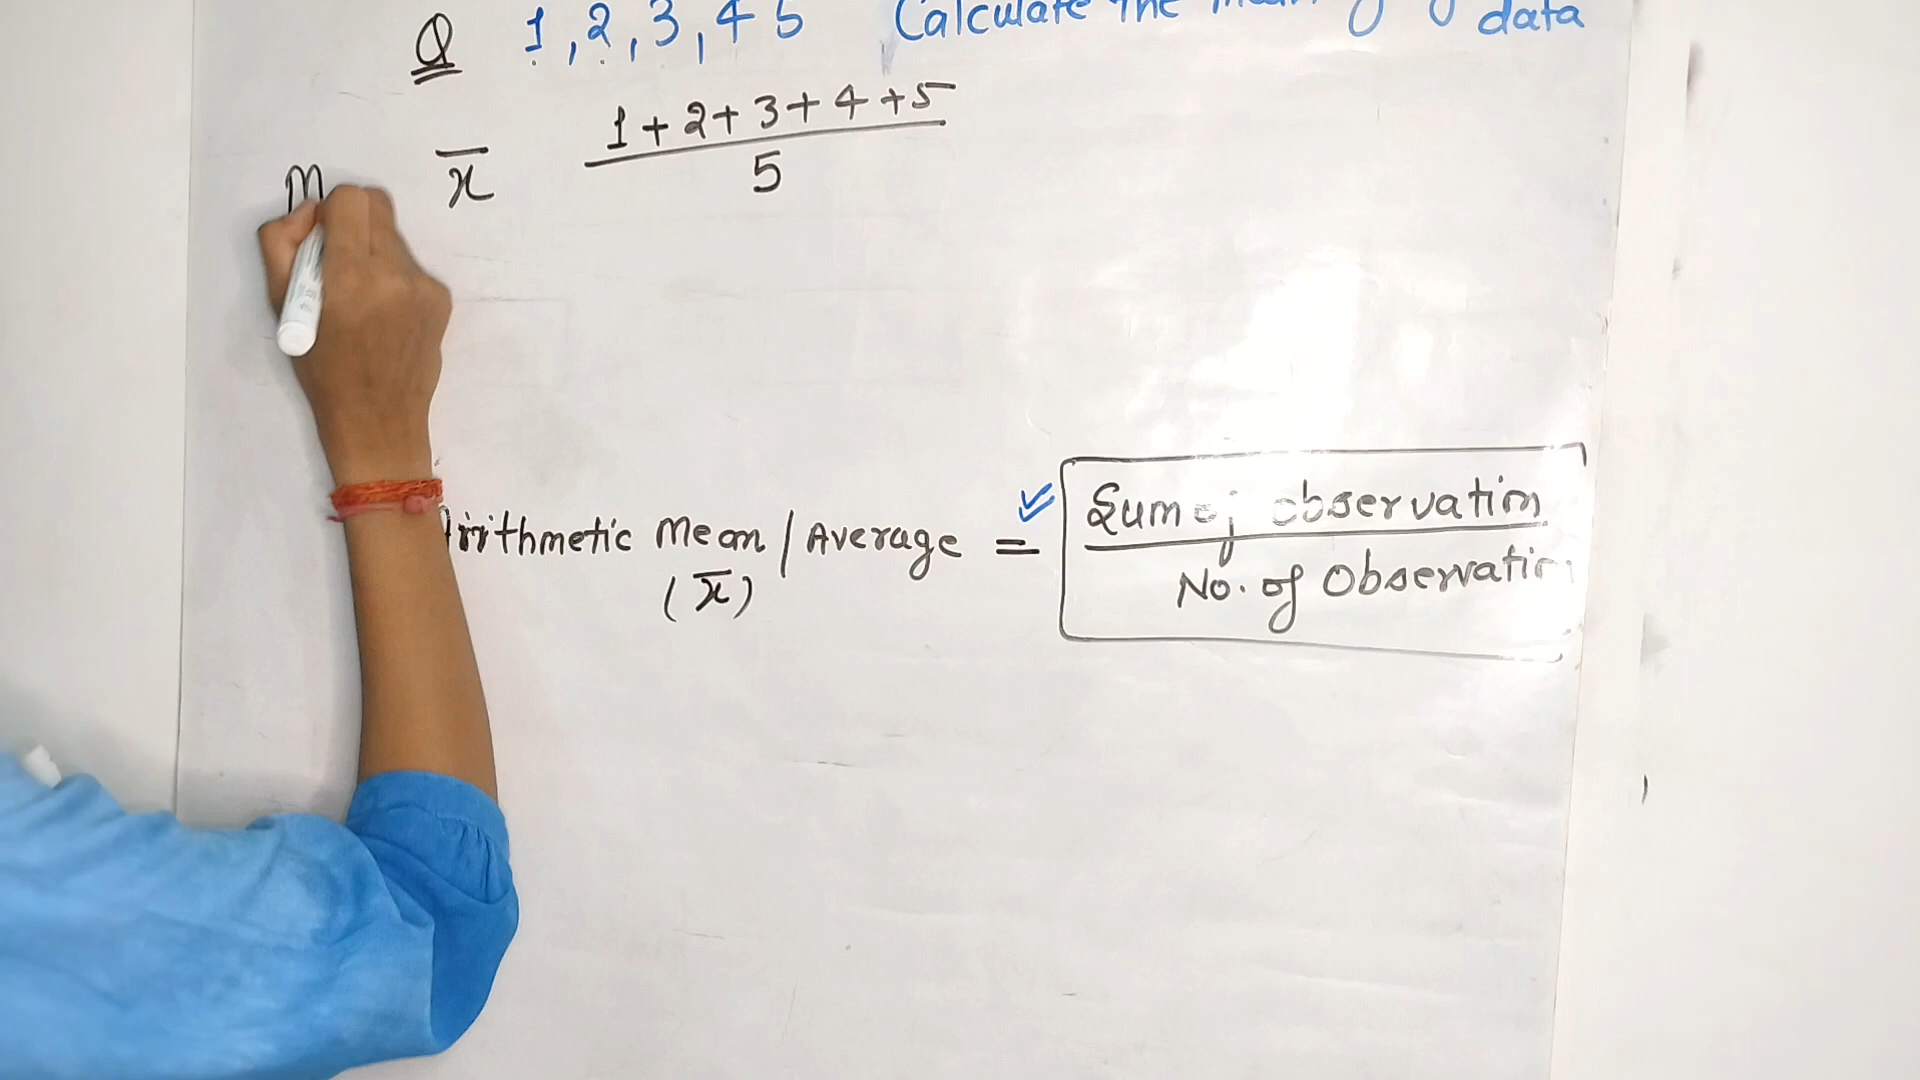 Q 1, 2, 3, 4 5 Calculate the data
1 + 2 + 3 + 4 + 5
5
x̄
M
Arithmetic Mean / Average = Sum of observation
(x̄)
No. of Observation